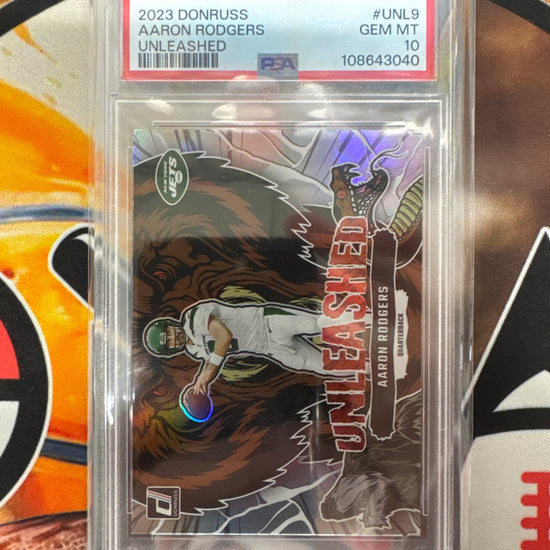 2023 DONRUSS #UNL9
AARON RODGERS GEM MT
UNLEASHED 10
PSA 108643040
NEW YORK
JETS
UNLEASHED
AARON RODGERS
QUARTERBACK
DONRUSS